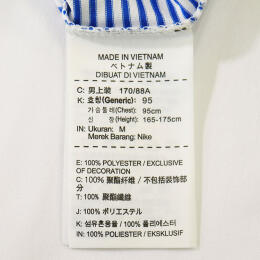 MADE IN VIETNAM
ベトナム製
DIBUAT DI VIETNAM
C: 男上装 170/88A
K: 호칭(Generic): 95
가슴둘레(Chest): 95cm
신 장(Height): 165-175cm
IN: Ukuran: M
Merek Barang: Nike
E: 100% POLYESTER / EXCLUSIVE
OF DECORATION
C: 100% 聚酯纤维 / 不包括装饰部
分
T: 100% 聚酯纖維
J: 100% ポリエステル
K: 섬유혼용율 / 100% 폴리에스터
IN: 100% POLIESTER / EKSKLUSIF